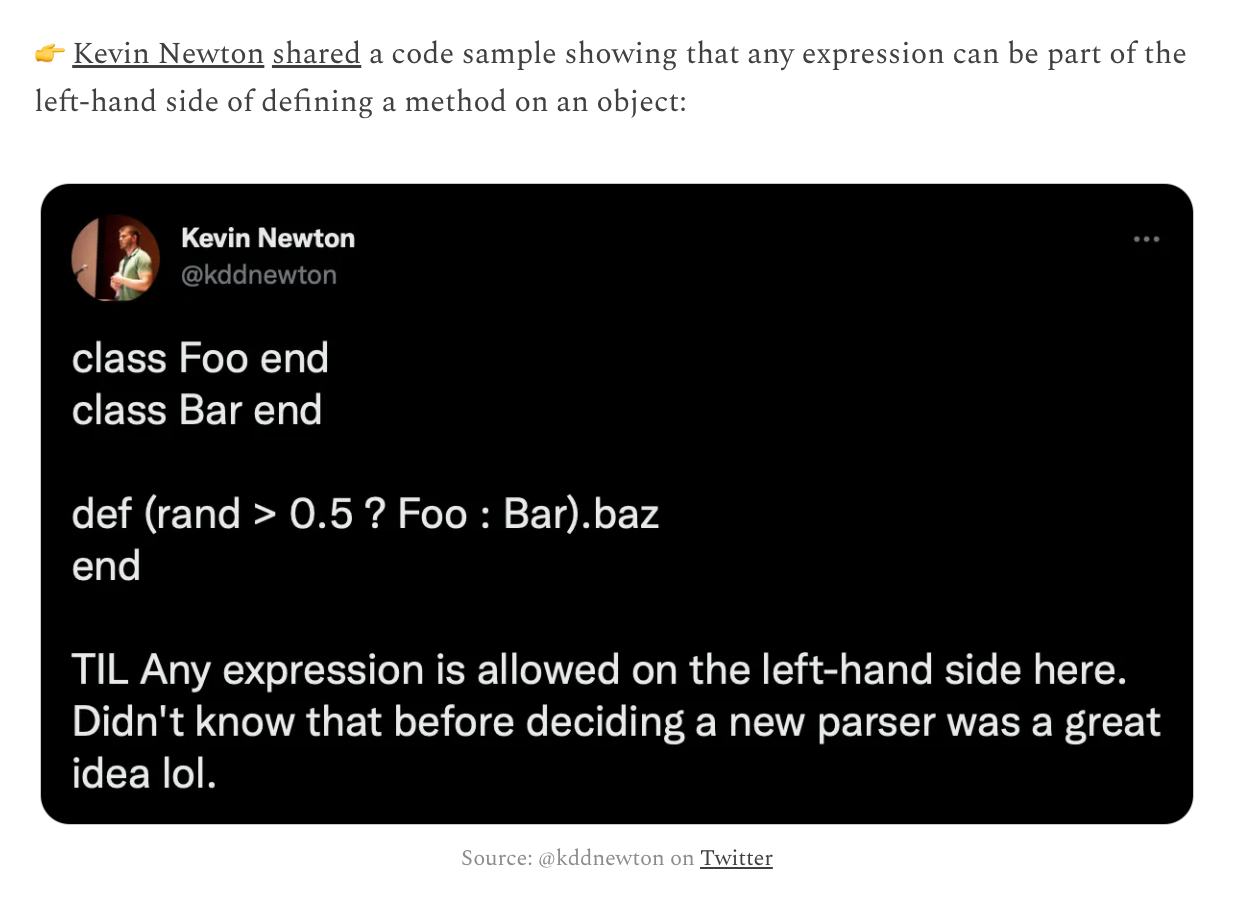 👉 Kevin Newton shared a code sample showing that any expression can be part of the
left-hand side of defining a method on an object:
Kevin Newton
@kddnewton
class Foo end
class Bar end
def (rand > 0.5 ? Foo : Bar).baz
end
TIL Any expression is allowed on the left-hand side here.
Didn't know that before deciding a new parser was a great
idea lol.
Source: @kddnewton on Twitter